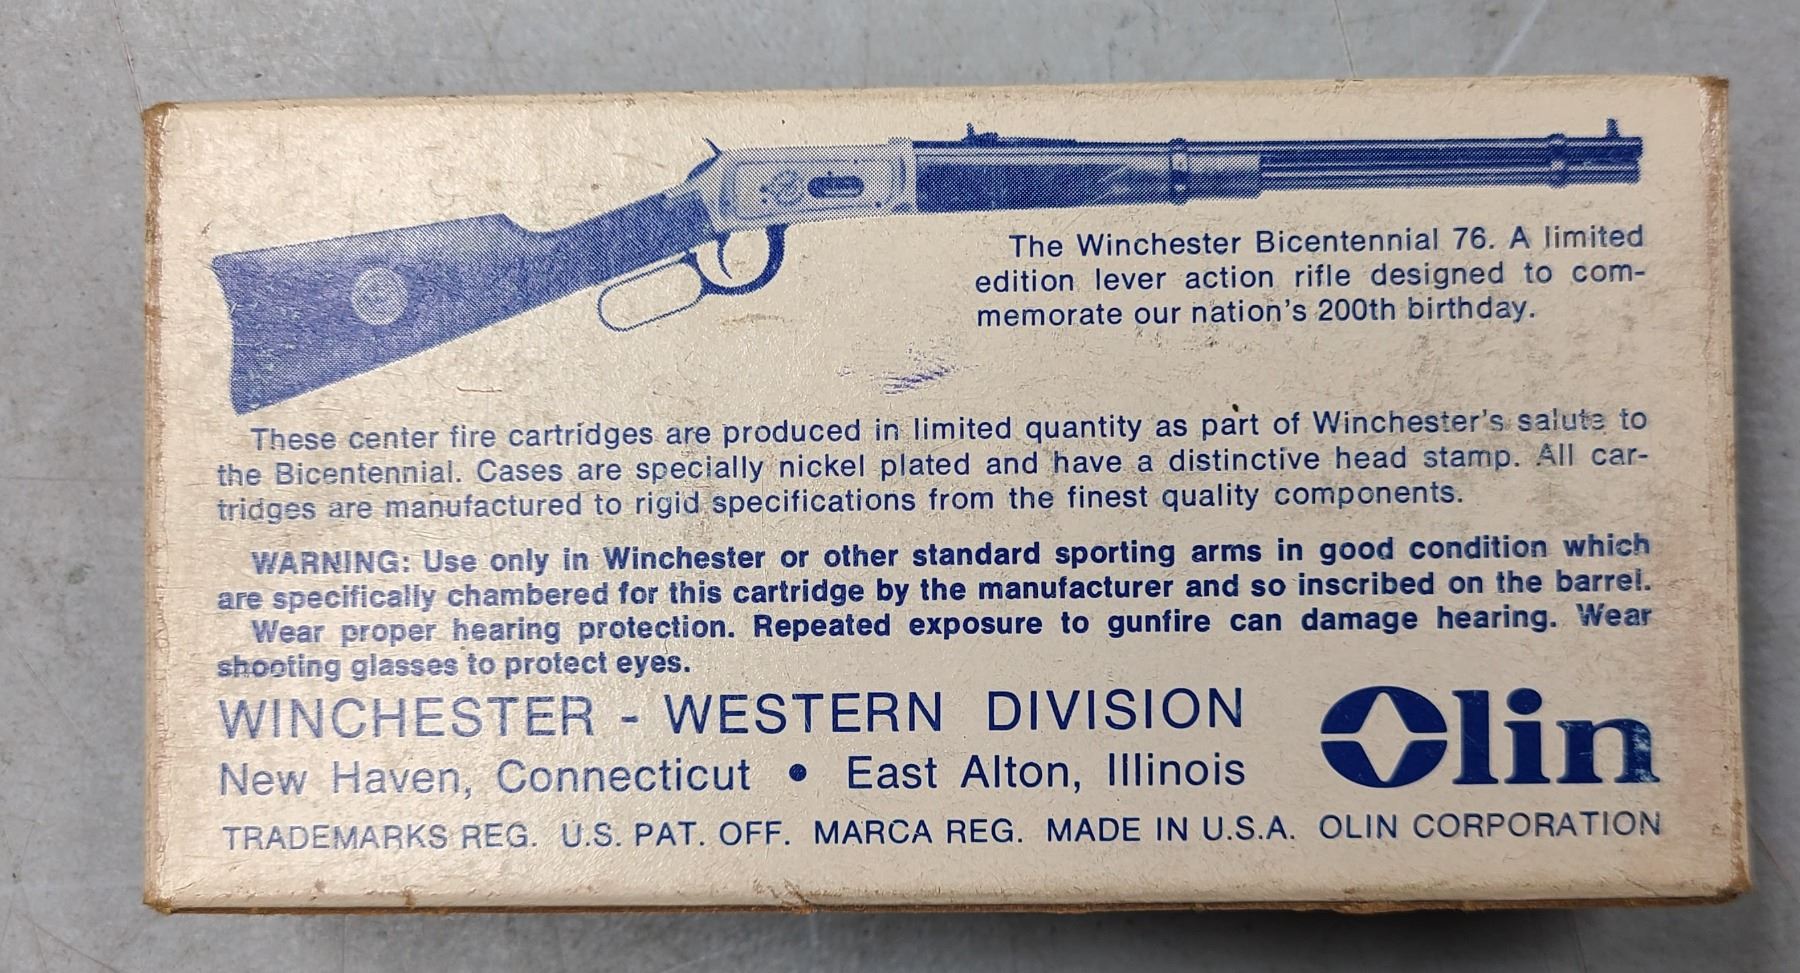 The Winchester Bicentennial 76. A limited
edition lever action rifle designed to com-
memorate our nation's 200th birthday.
These center fire cartridges are produced in limited quantity as part of Winchester's salute to
the Bicentennial. Cases are specially nickel plated and have a distinctive head stamp. All car-
tridges are manufactured to rigid specifications from the finest quality components.
WARNING: Use only in Winchester or other standard sporting arms in good condition which
are specifically chambered for this cartridge by the manufacturer and so inscribed on the barrel.
Wear proper hearing protection. Repeated exposure to gunfire can damage hearing. Wear
shooting glasses to protect eyes.
WINCHESTER - WESTERN DIVISION
New Haven, Connecticut • East Alton, Illinois
Olin
TRADEMARKS REG. U.S. PAT. OFF. MARCA REG. MADE IN U.S.A. OLIN CORPORATION